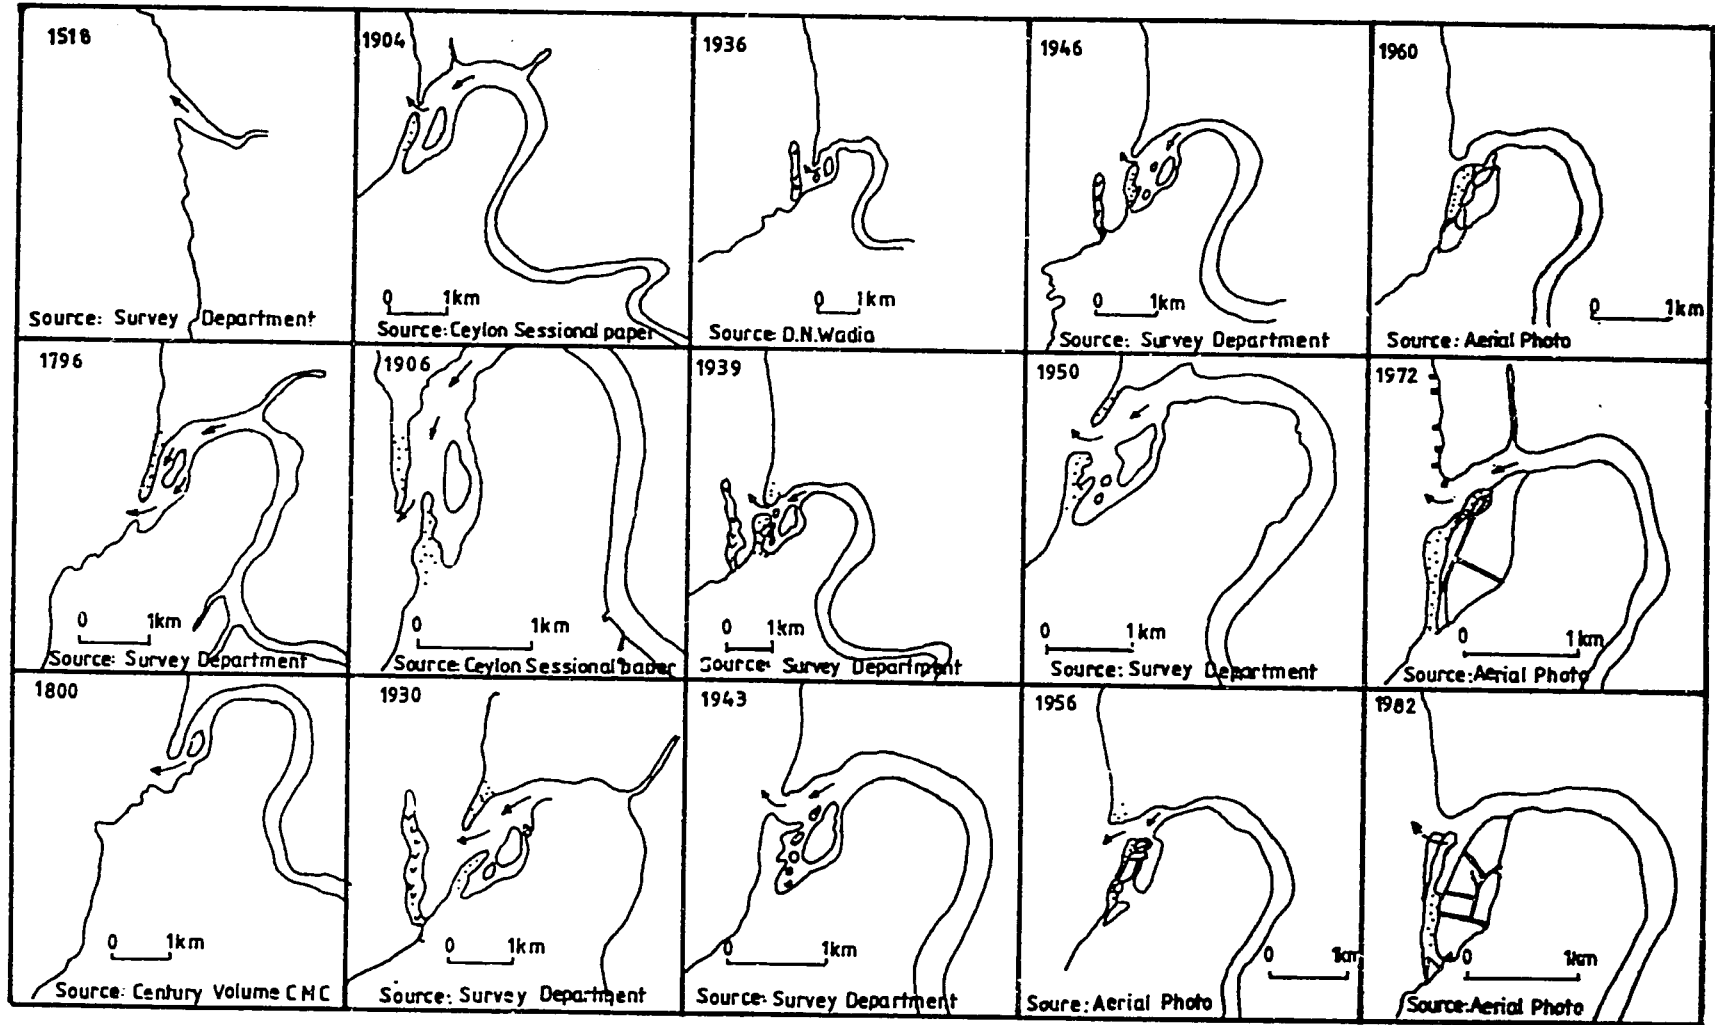 1518
Source: Survey Department
1904
0 1km
Source: Ceylon Sessional paper
1936
0 1km
Source: D.N.Wadia
1946
0 1km
Source: Survey Department
1960
0 1km
Source: Aerial Photo
1796
0 1km
Source: Survey Department
1906
0 1km
Source: Ceylon Sessional paper
1939
0 1km
Source: Survey Department
1950
0 1km
Source: Survey Department
1972
0 1km
Source: Aerial Photo
1800
0 1km
Source: Century Volume CMC
1930
0 1km
Source: Survey Department
1943
0 1km
Source: Survey Department
1956
0 1km
Soure: Aerial Photo
1982
0 1km
Source: Aerial Photo